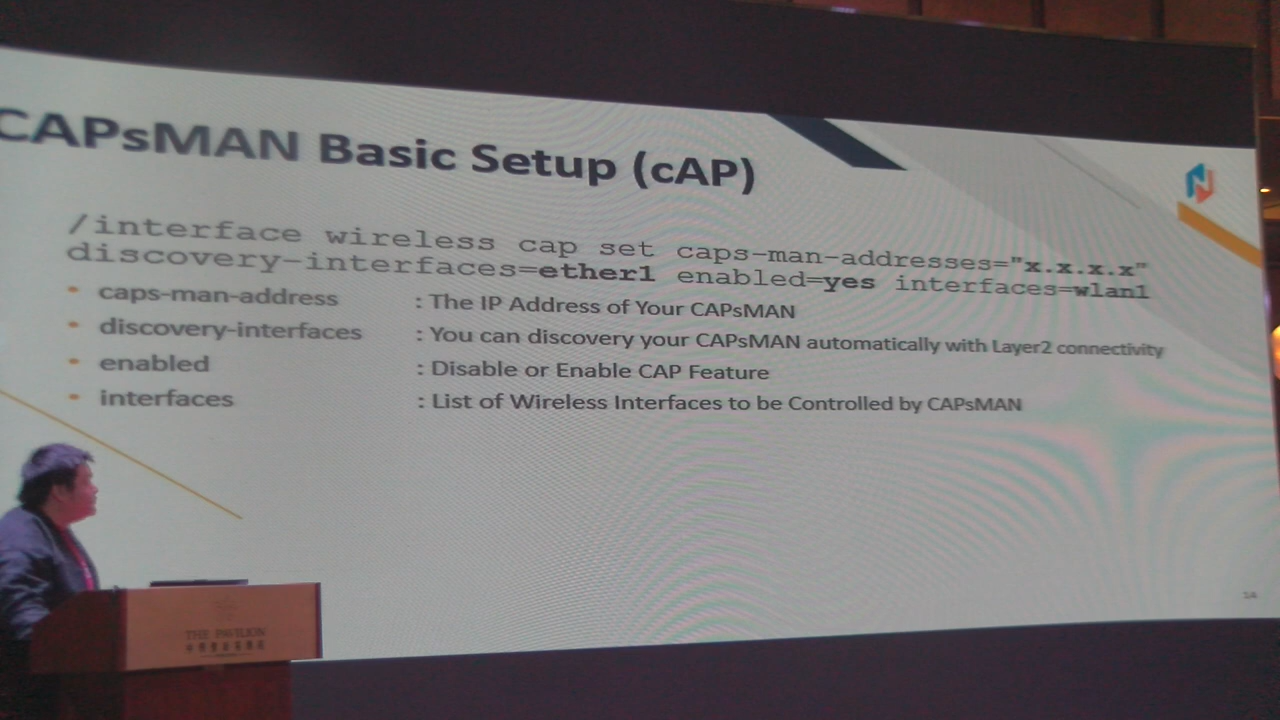 CAPsMAN Basic Setup (cAP)
/interface wireless cap set caps-man-addresses="x.x.x.x"
discovery-interfaces=ether1 enabled=yes interfaces=wlan1
• caps-man-address : The IP Address of Your CAPsMAN
• discovery-interfaces : You can discovery your CAPsMAN automatically with Layer2 connectivity
• enabled : Disable or Enable CAP Feature
• interfaces : List of Wireless Interfaces to be Controlled by CAPsMAN
THE PAVILION